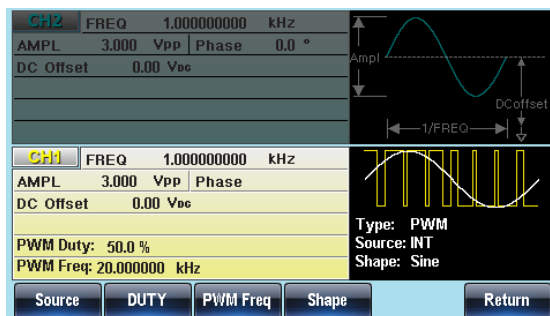 CH2 FREQ 1.000000000 kHz
AMPL 3.000 Vpp Phase 0.0 °
DC Offset 0.00 VDC
Ampl
DCoffset
1/FREQ
CH1 FREQ 1.000000000 kHz
AMPL 3.000 Vpp Phase
DC Offset 0.00 VDC
PWM Duty: 50.0 %
PWM Freq: 20.000000 kHz
Type: PWM
Source: INT
Shape: Sine
Source DUTY PWM Freq Shape Return